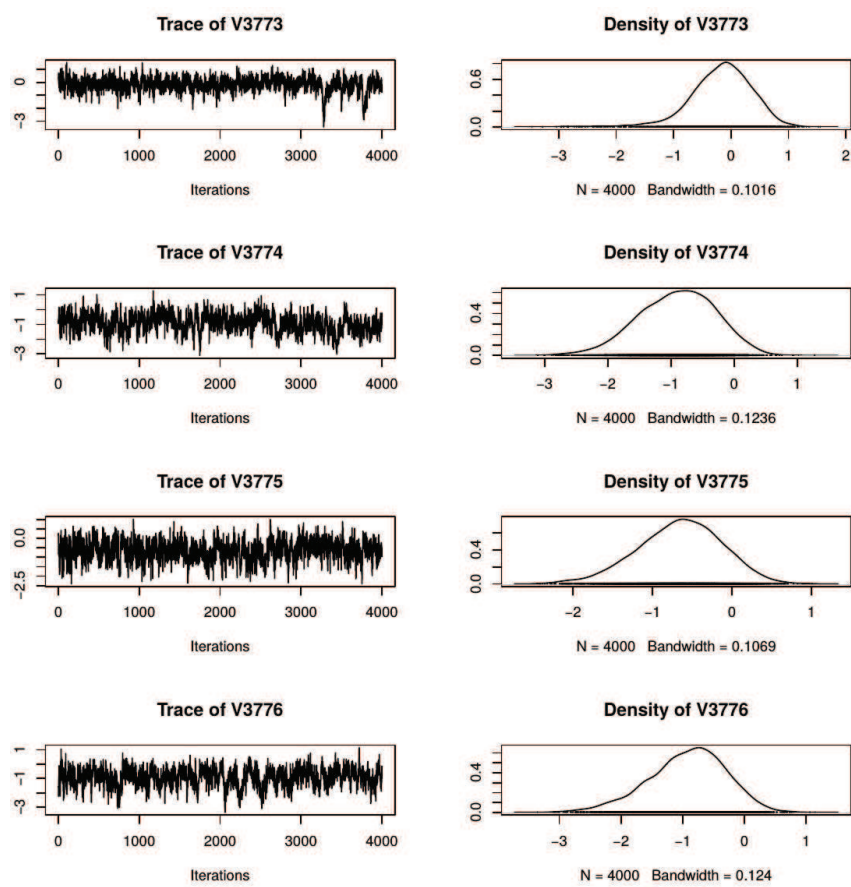 Trace of V3773
Density of V3773
0
-3
0 1000 2000 3000 4000
Iterations
0.6
0.0
-3 -2 -1 0 1 2
N = 4000 Bandwidth = 0.1016
Trace of V3774
Density of V3774
1
-1
-3
0 1000 2000 3000 4000
Iterations
0.4
0.0
-3 -2 -1 0 1
N = 4000 Bandwidth = 0.1236
Trace of V3775
Density of V3775
0.0
-2.5
0 1000 2000 3000 4000
Iterations
0.4
0.0
-2 -1 0 1
N = 4000 Bandwidth = 0.1069
Trace of V3776
Density of V3776
1
-1
-3
0 1000 2000 3000 4000
Iterations
0.4
0.0
-3 -2 -1 0 1
N = 4000 Bandwidth = 0.124